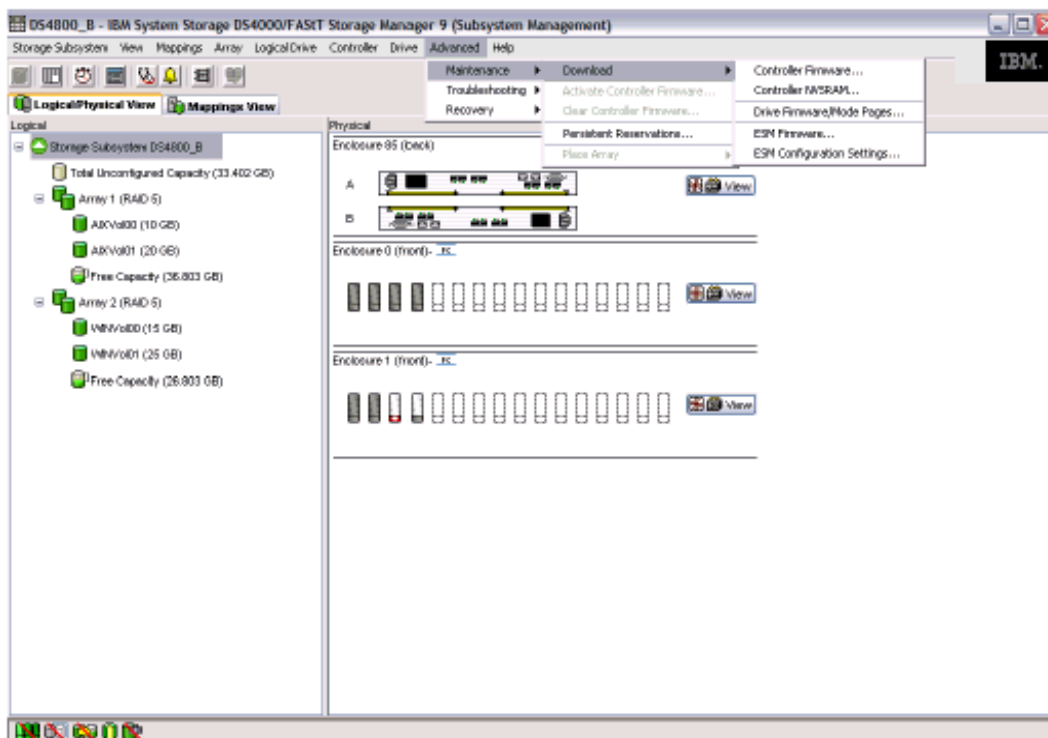 DS4800_B - IBM System Storage DS4000/FAStT Storage Manager 9 (Subsystem Management)
Storage Subsystem View Mappings Array LogicalDrive Controller Drive Advanced Help
IBM.
Maintenance
Troubleshooting
Recovery
Download
Activate Controller Firmware...
Clear Controller Firmware...
Persistent Reservations...
Place Array
Controller Firmware...
Controller NVSRAM...
Drive Firmware/Mode Pages...
ESM Firmware...
ESM Configuration Settings...
Logical/Physical View
Mappings View
Logical
Storage Subsystem DS4800_B
Total Unconfigured Capacity (33.402 GB)
Array 1 (RAID 5)
AIXVol00 (10 GB)
AIXVol01 (20 GB)
Free Capacity (36.803 GB)
Array 2 (RAID 5)
WINVol00 (15 GB)
WINVol01 (25 GB)
Free Capacity (26.803 GB)
Physical
Enclosure 85 (back)
A
View
B
Enclosure 0 (front)- FC
View
Enclosure 1 (front)- FC
View